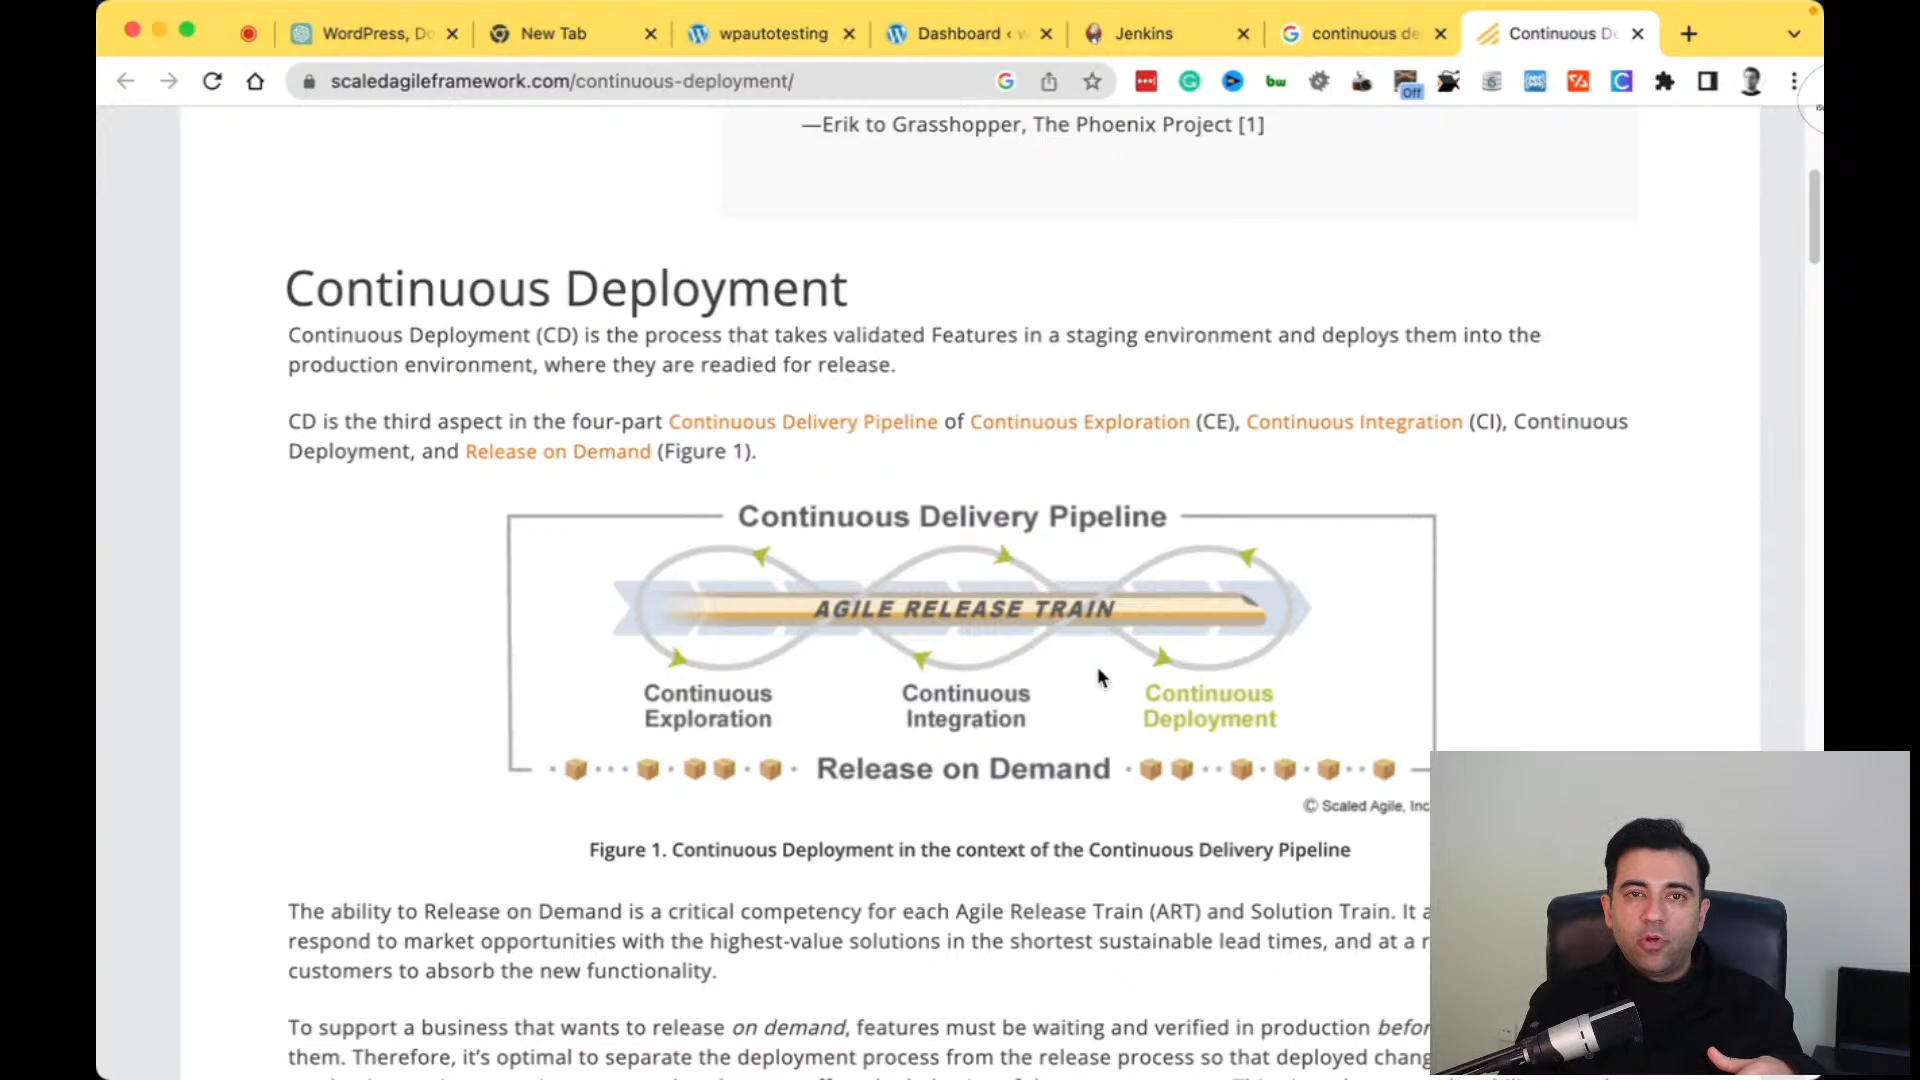 WordPress, Do
New Tab
wpautotesting
Dashboard ‹ w
Jenkins
continuous de
Continuous De
scaledagileframework.com/continuous-deployment/
bw
Off
—Erik to Grasshopper, The Phoenix Project [1]
Continuous Deployment
Continuous Deployment (CD) is the process that takes validated Features in a staging environment and deploys them into the
production environment, where they are readied for release.
CD is the third aspect in the four-part Continuous Delivery Pipeline of Continuous Exploration (CE), Continuous Integration (CI), Continuous
Deployment, and Release on Demand (Figure 1).
Continuous Delivery Pipeline
AGILE RELEASE TRAIN
Continuous Exploration
Continuous Integration
Continuous Deployment
Release on Demand
© Scaled Agile, Inc
Figure 1. Continuous Deployment in the context of the Continuous Delivery Pipeline
The ability to Release on Demand is a critical competency for each Agile Release Train (ART) and Solution Train. It a
respond to market opportunities with the highest-value solutions in the shortest sustainable lead times, and at a r
customers to absorb the new functionality.
To support a business that wants to release on demand, features must be waiting and verified in production befor
them. Therefore, it's optimal to separate the deployment process from the release process so that deployed chang